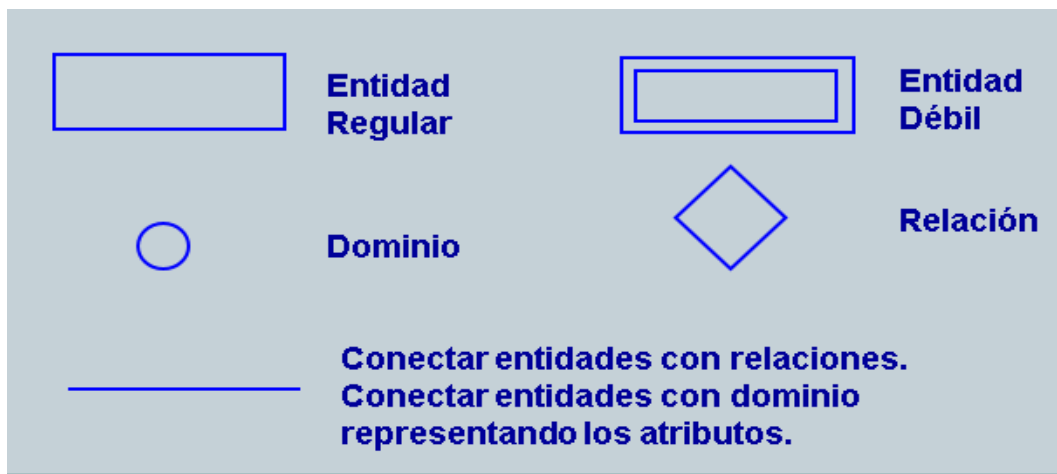 Entidad
Regular
Entidad
Débil
Dominio
Relación
Conectar entidades con relaciones.
Conectar entidades con dominio
representando los atributos.